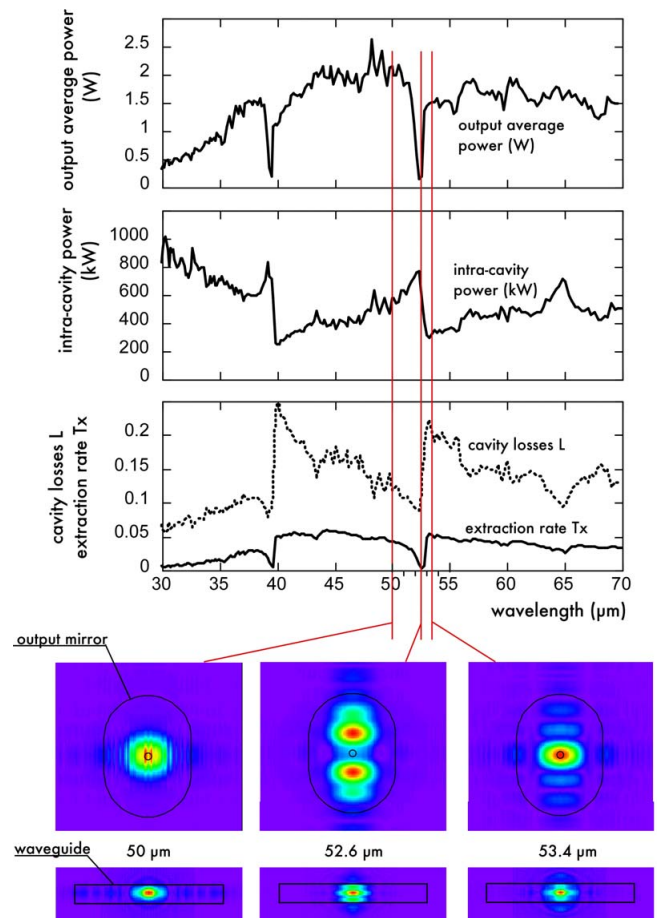 output average power
(W)
2.5
2
1.5
1
0.5
0
output average
power (W)
intra-cavity power
(kW)
1000
800
600
400
200
0
intra-cavity
power (kW)
cavity losses L
extraction rate Tx
0.2
0.15
0.1
0.05
0
cavity losses L
extraction rate Tx
30 40 45 50 54 60 65 70
wavelength (µm)
output mirror
waveguide
50 µm 52.6 µm 53.4 µm